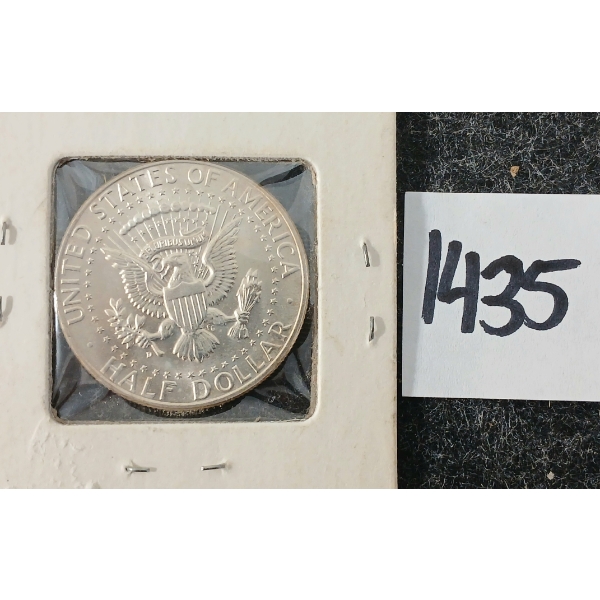 UNITED STATES OF AMERICA
D
HALF DOLLAR
1435